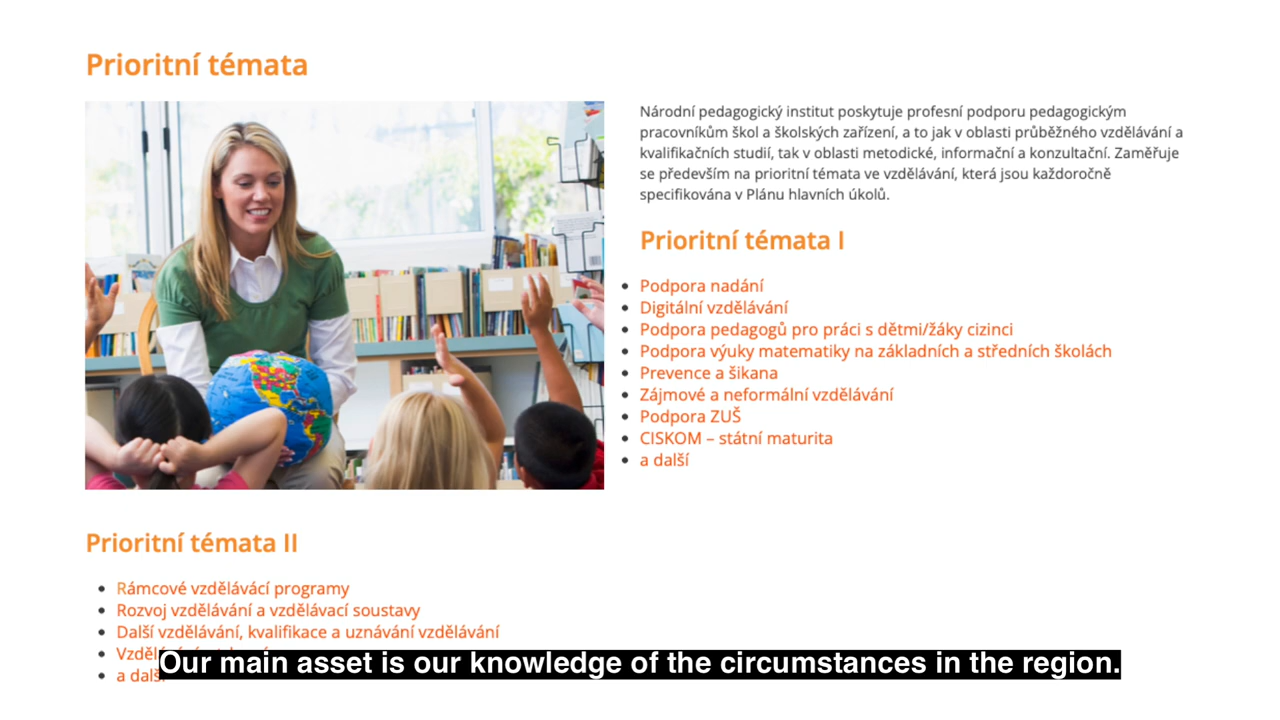 Prioritní témata
Národní pedagogický institut poskytuje profesní podporu pedagogickým
pracovníkům škol a školských zařízení, a to jak v oblasti průběžného vzdělávání a
kvalifikačních studií, tak v oblasti metodické, informační a konzultační. Zaměřuje
se především na prioritní témata ve vzdělávání, která jsou každoročně
specifikována v Plánu hlavních úkolů.
Prioritní témata I
Podpora nadání
Digitální vzdělávání
Podpora pedagogů pro práci s dětmi/žáky cizinci
Podpora výuky matematiky na základních a středních školách
Prevence a šikana
Zájmové a neformální vzdělávání
Podpora ZUŠ
CISKOM – státní maturita
a další
Prioritní témata II
Rámcové vzdělávácí programy
Rozvoj vzdělávání a vzdělávací soustavy
Další vzdělávání, kvalifikace a uznávání vzdělávání
a
Our main asset is our knowledge of the circumstances in the region.